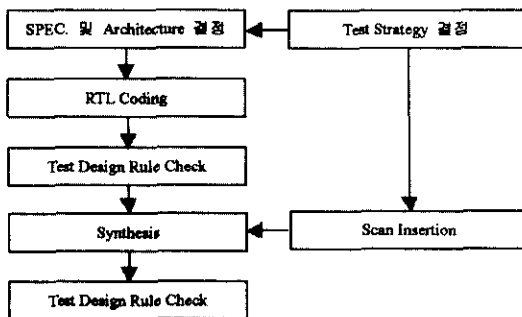 SPEC. 및 Architecture 결정
Test Strategy 결정
RTL Coding
Test Design Rule Check
Synthesis
Scan Insertion
Test Design Rule Check